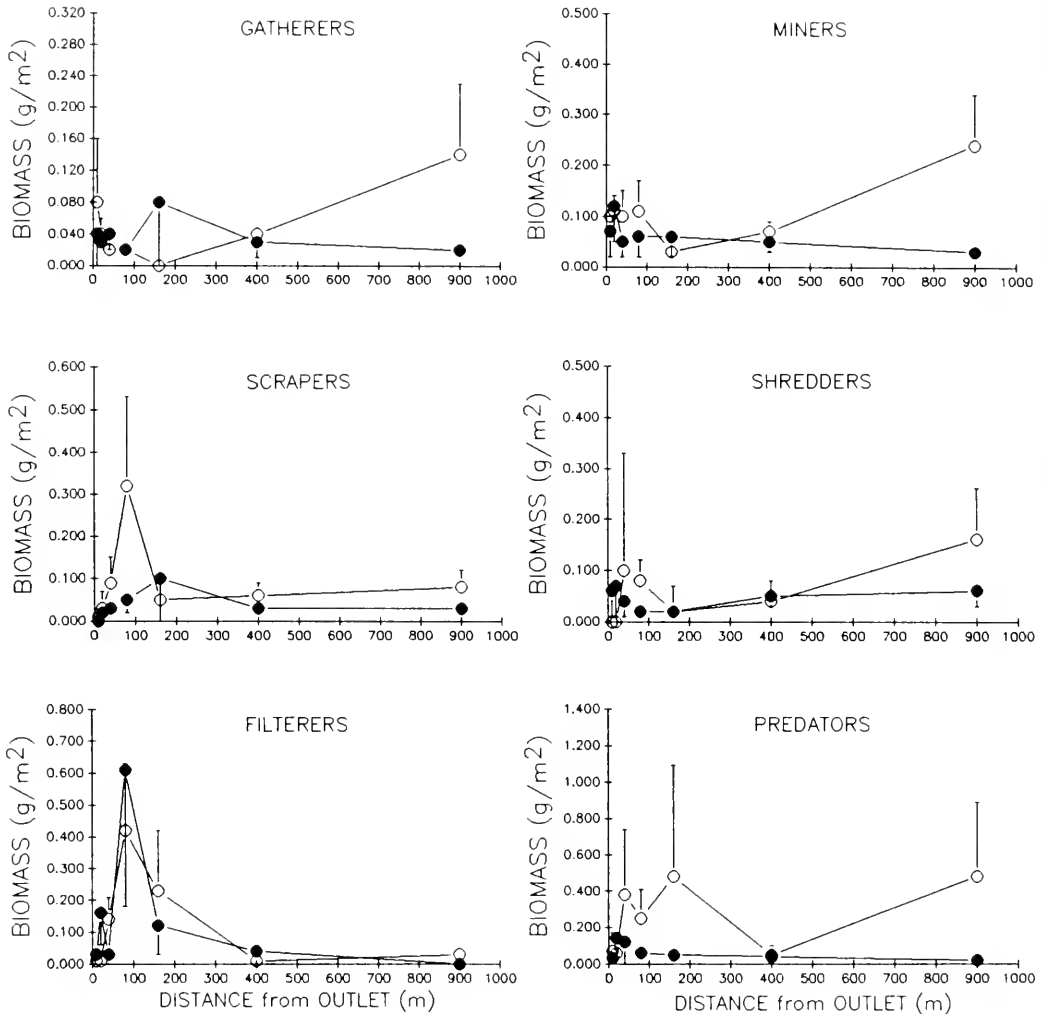 GATHERERS
BIOMASS (g/m2)
0.320
0.280
0.240
0.200
0.160
0.120
0.080
0.040
0.000
0 100 200 300 400 500 600 700 800 900 1000
MINERS
BIOMASS (g/m2)
0.500
0.400
0.300
0.200
0.100
0.000
0 100 200 300 400 500 600 700 800 900 1000
SCRAPERS
BIOMASS (g/m2)
0.600
0.500
0.400
0.300
0.200
0.100
0.000
0 100 200 300 400 500 600 700 800 900 1000
SHREDDERS
BIOMASS (g/m2)
0.500
0.400
0.300
0.200
0.100
0.000
0 100 200 300 400 500 600 700 800 900 1000
FILTERERS
BIOMASS (g/m2)
0.800
0.700
0.600
0.500
0.400
0.300
0.200
0.100
0.000
0 100 200 300 400 500 600 700 800 900 1000
DISTANCE from OUTLET (m)
PREDATORS
BIOMASS (g/m2)
1.400
1.200
1.000
0.800
0.600
0.400
0.200
0.000
0 100 200 300 400 500 600 700 800 900 1000
DISTANCE from OUTLET (m)